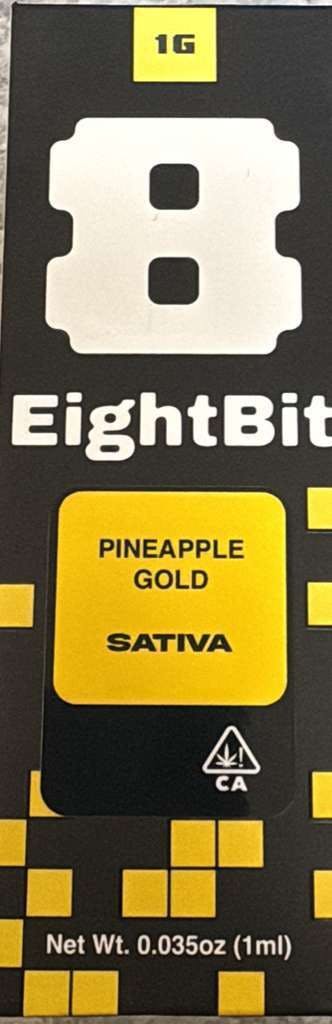 1G
8
EightBit
PINEAPPLE
GOLD
SATIVA
CA
Net Wt. 0.035oz (1ml)